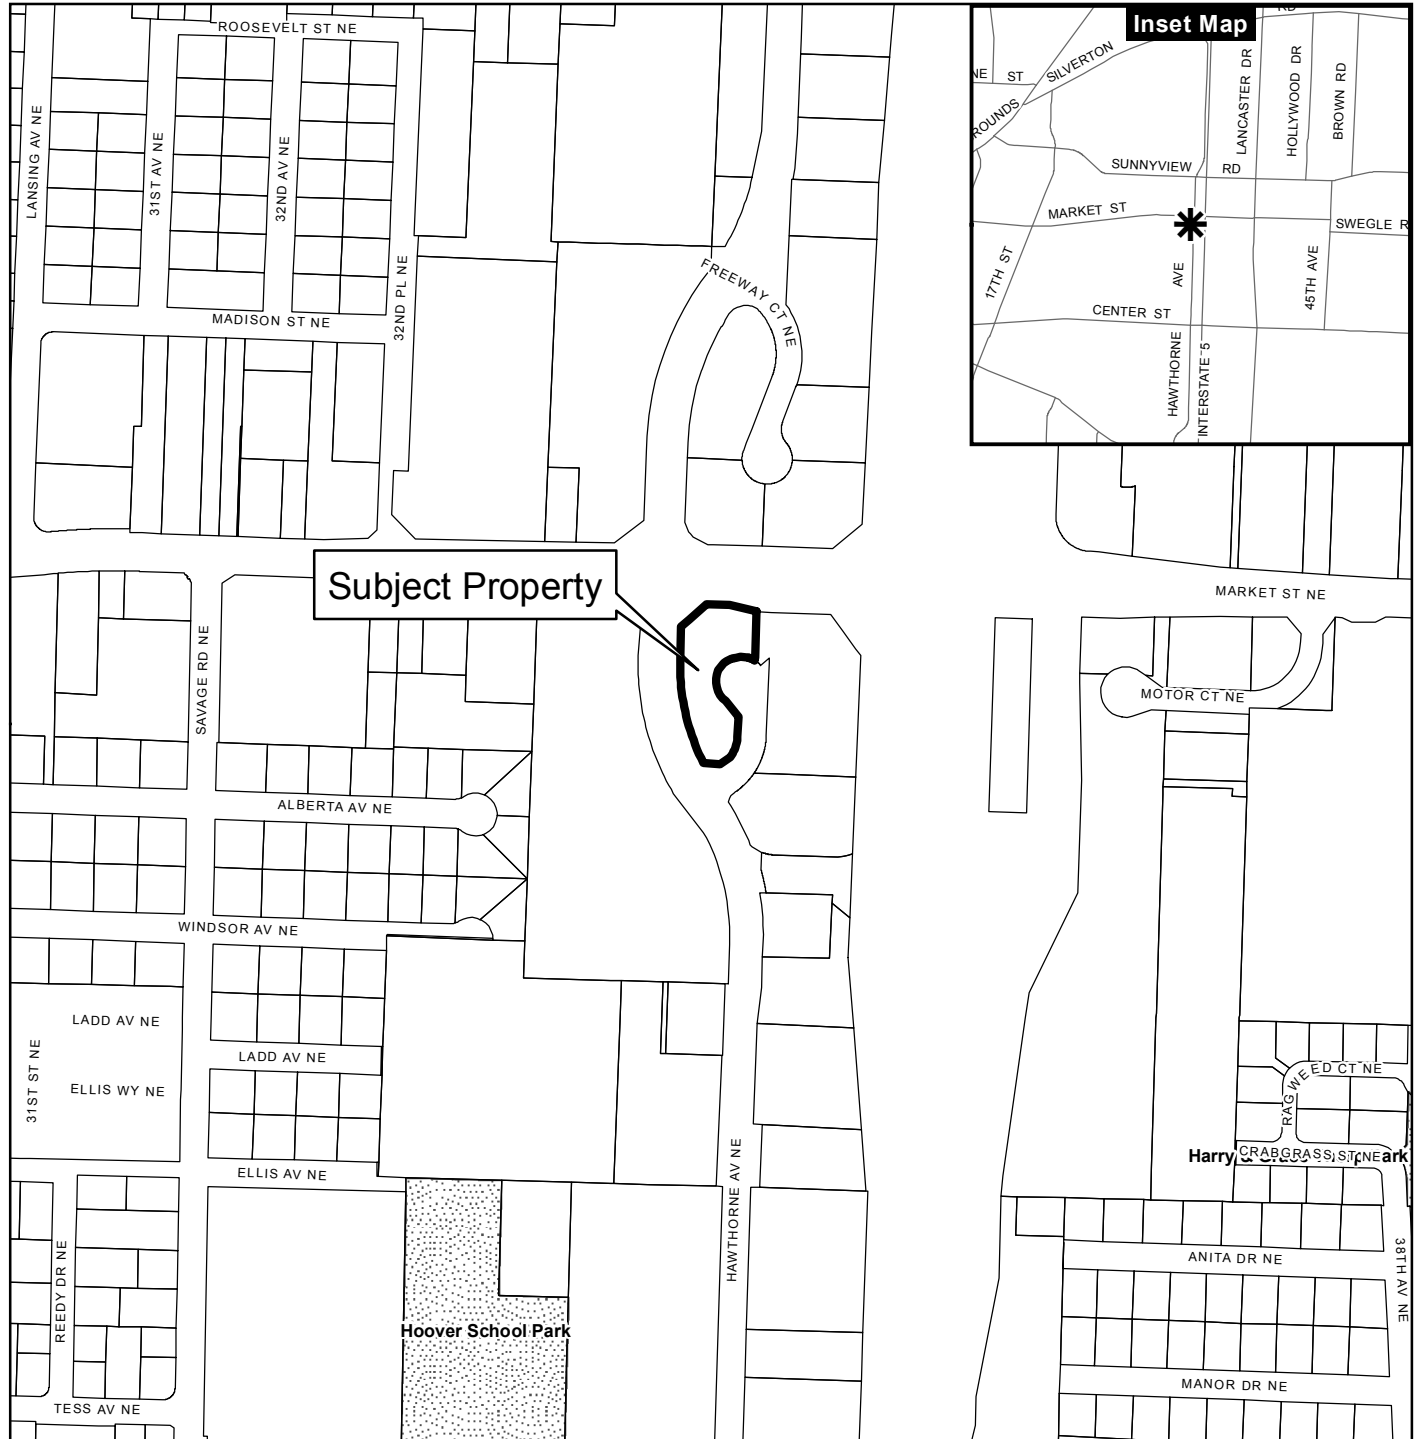 ROOSEVELT ST NE
LANSING AV NE
31ST AV NE
32ND AV NE
32ND PL NE
MADISON ST NE
FREEWAY CT NE
Inset Map
RD
NE ST
SILVERTON
ROUNDS
LANCASTER DR
HOLLYWOOD DR
BROWN RD
SUNNYVIEW RD
MARKET ST
SWEGLE R
17TH ST
AVE
45TH AVE
CENTER ST
HAWTHORNE
INTERSTATE 5
Subject Property
MARKET ST NE
SAVAGE RD NE
MOTOR CT NE
ALBERTA AV NE
WINDSOR AV NE
LADD AV NE
31ST ST NE
LADD AV NE
ELLIS WY NE
RAGWEED CT NE
Harry
CRABGRASS ST NE
ark
ELLIS AV NE
HAWTHORNE AV NE
REEDY DR NE
ANITA DR NE
38TH AV NE
Hoover School Park
MANOR DR NE
TESS AV NE